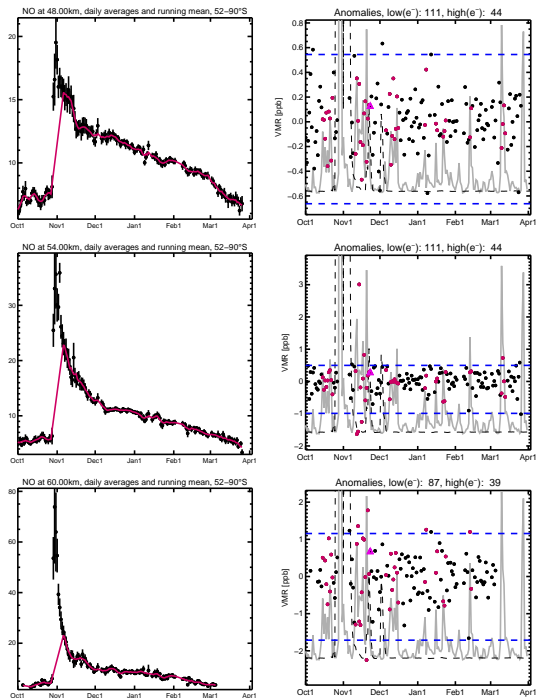 NO at 48.00km, daily averages and running mean, 52−90°S
Anomalies, low(e⁻): 111, high(e⁻): 44
15
10
Oct1 Nov1 Dec1 Jan1 Feb1 Mar1 Apr1
VMR [ppb]
0.8
0.6
0.4
0.2
0.0
−0.2
−0.4
−0.6
Oct1 Nov1 Dec1 Jan1 Feb1 Mar1 Apr1
NO at 54.00km, daily averages and running mean, 52−90°S
Anomalies, low(e⁻): 111, high(e⁻): 44
30
20
10
Oct1 Nov1 Dec1 Jan1 Feb1 Mar1 Apr1
VMR [ppb]
3
2
1
0
−1
−2
Oct1 Nov1 Dec1 Jan1 Feb1 Mar1 Apr1
NO at 60.00km, daily averages and running mean, 52−90°S
Anomalies, low(e⁻): 87, high(e⁻): 39
80
60
40
20
Oct1 Nov1 Dec1 Jan1 Feb1 Mar1 Apr1
VMR [ppb]
2
1
0
−1
−2
Oct1 Nov1 Dec1 Jan1 Feb1 Mar1 Apr1